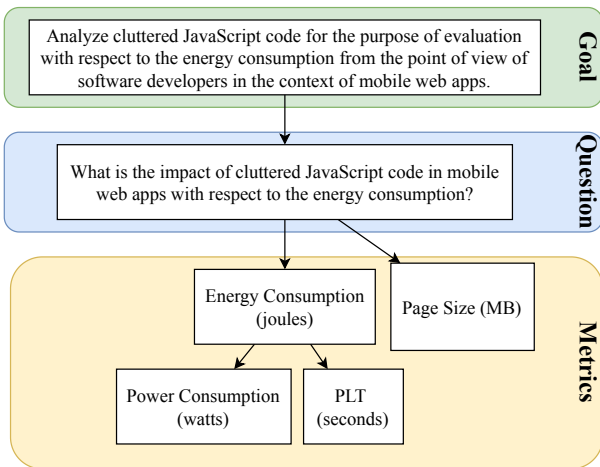 Analyze cluttered JavaScript code for the purpose of evaluation
with respect to the energy consumption from the point of view of
software developers in the context of mobile web apps.
Goal
What is the impact of cluttered JavaScript code in mobile
web apps with respect to the energy consumption?
Question
Energy Consumption
(joules)
Page Size (MB)
Power Consumption
(watts)
PLT
(seconds)
Metrics